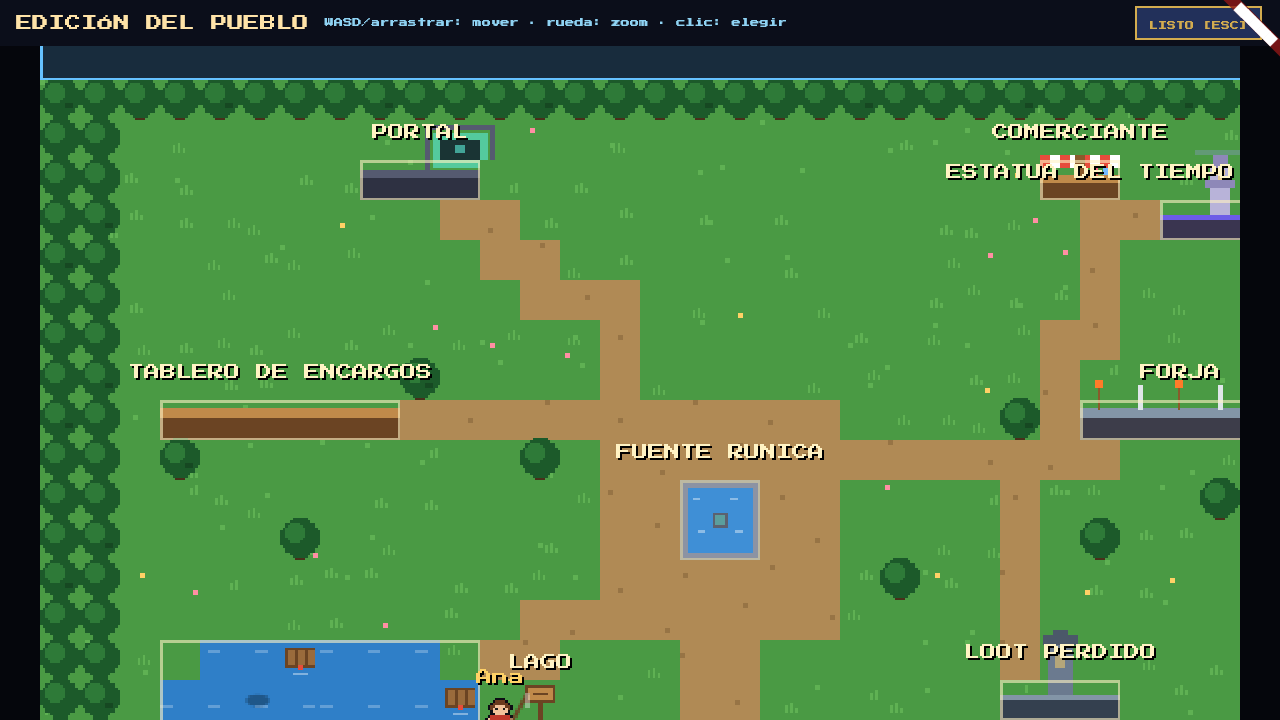 EDICIóN DEL PUEBLO
WASD/arrastrar: mover · rueda: zoom · clic: elegir
LISTO [ESC]
PORTAL
COMERCIANTE
ESTATUA DEL TIEMPO
TABLERO DE ENCARGOS
FORJA
FUENTE RUNICA
LAGO
Ana
LOOT PERDIDO